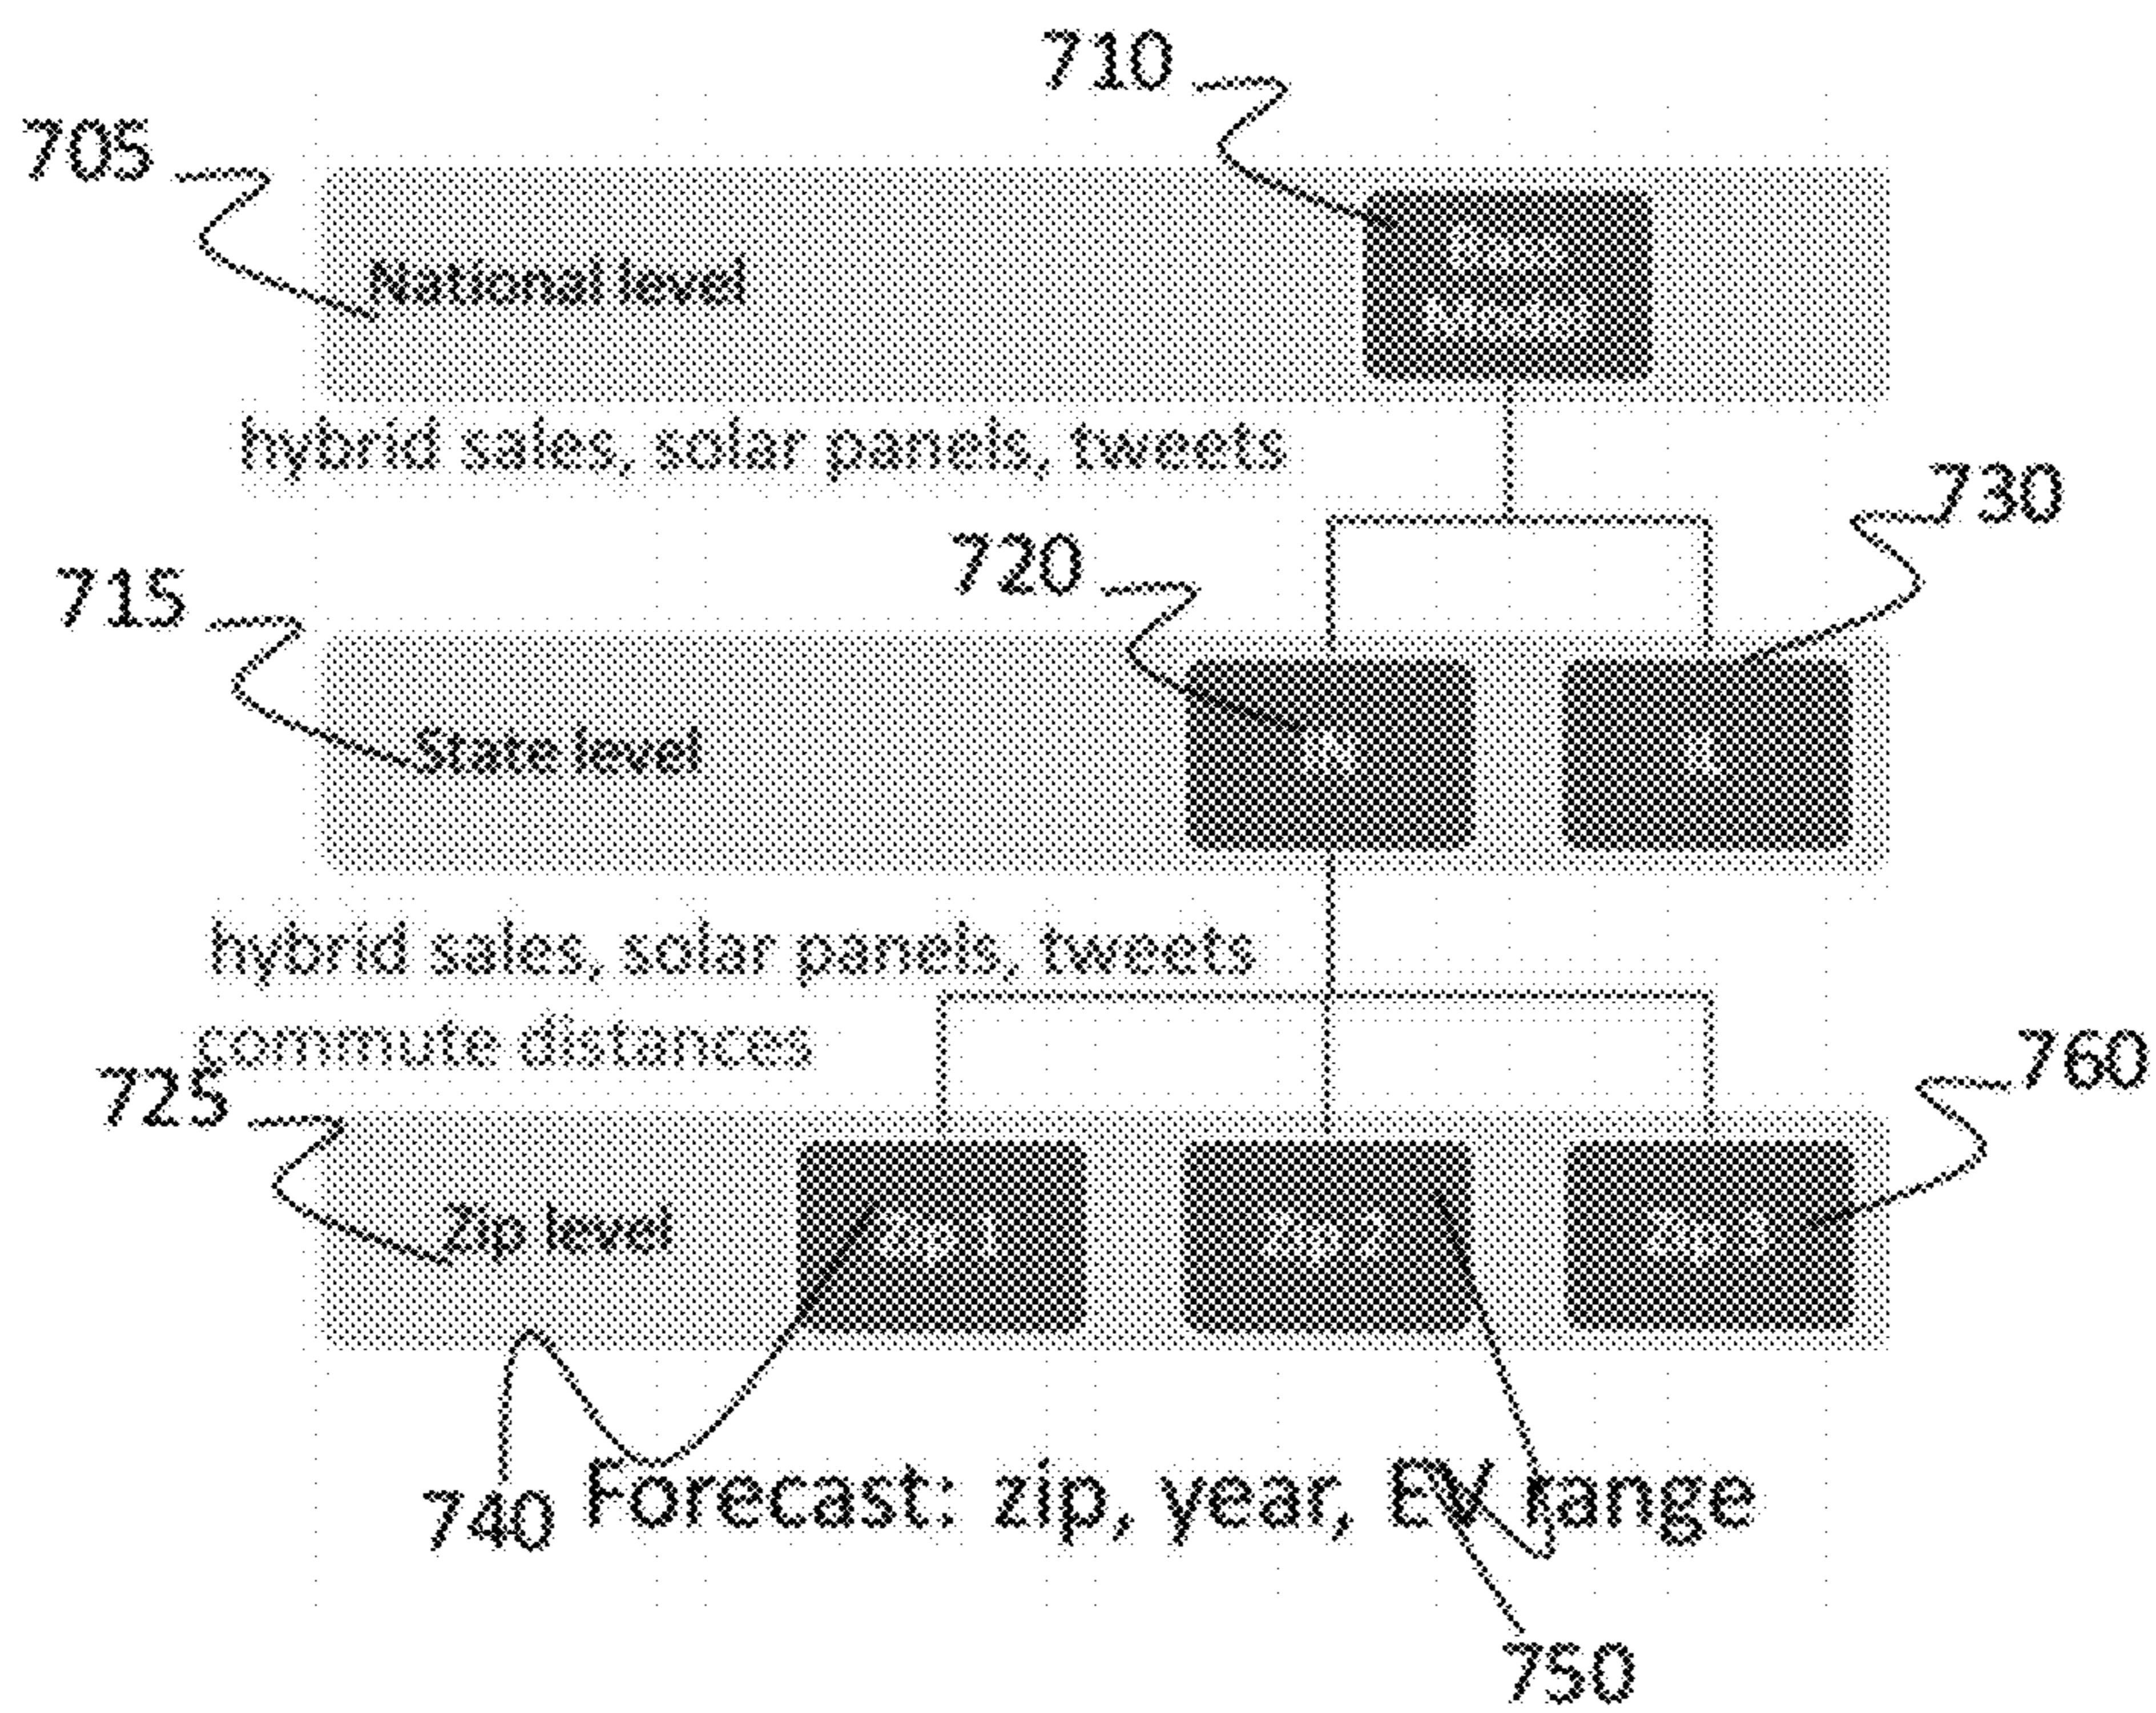 710
705
National level
hybrid sales, solar panels, tweets
730
720
715
State level
hybrid sales, solar panels, tweets
commute distances
760
725
Zip level
740
Forecast: zip, year, EV range
750